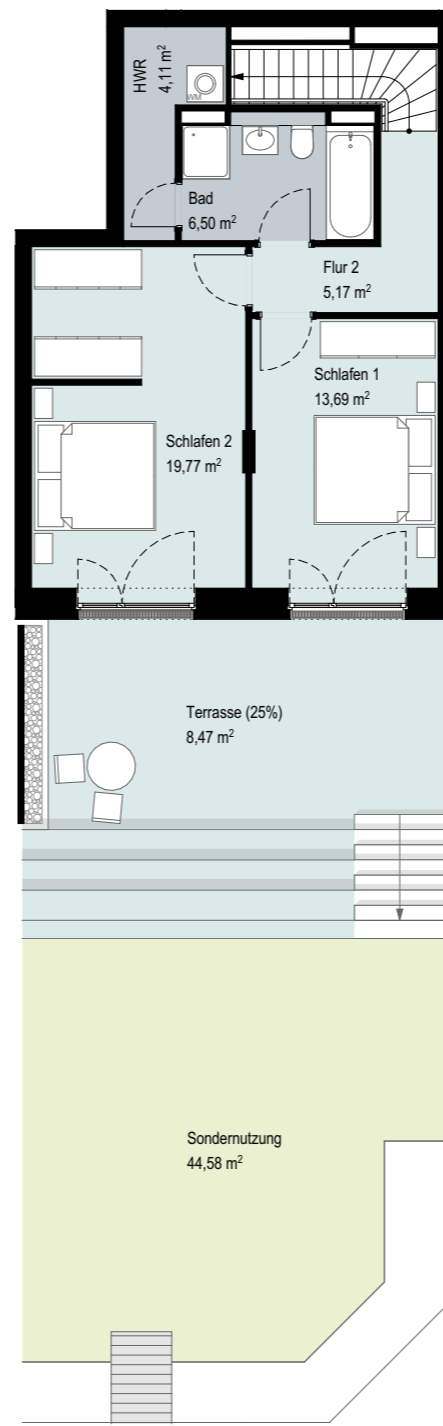 HWR
4,11 m²
WM
Bad
6,50 m²
Flur 2
5,17 m²
Schlafen 1
13,69 m²
Schlafen 2
19,77 m²
Terrasse (25%)
8,47 m²
Sondernutzung
44,58 m²